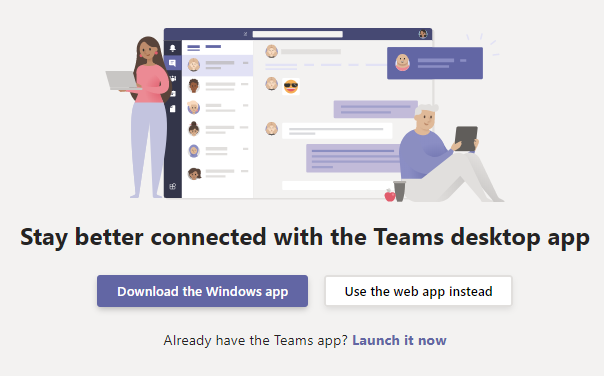 Stay better connected with the Teams desktop app
Download the Windows app
Use the web app instead
Already have the Teams app? Launch it now